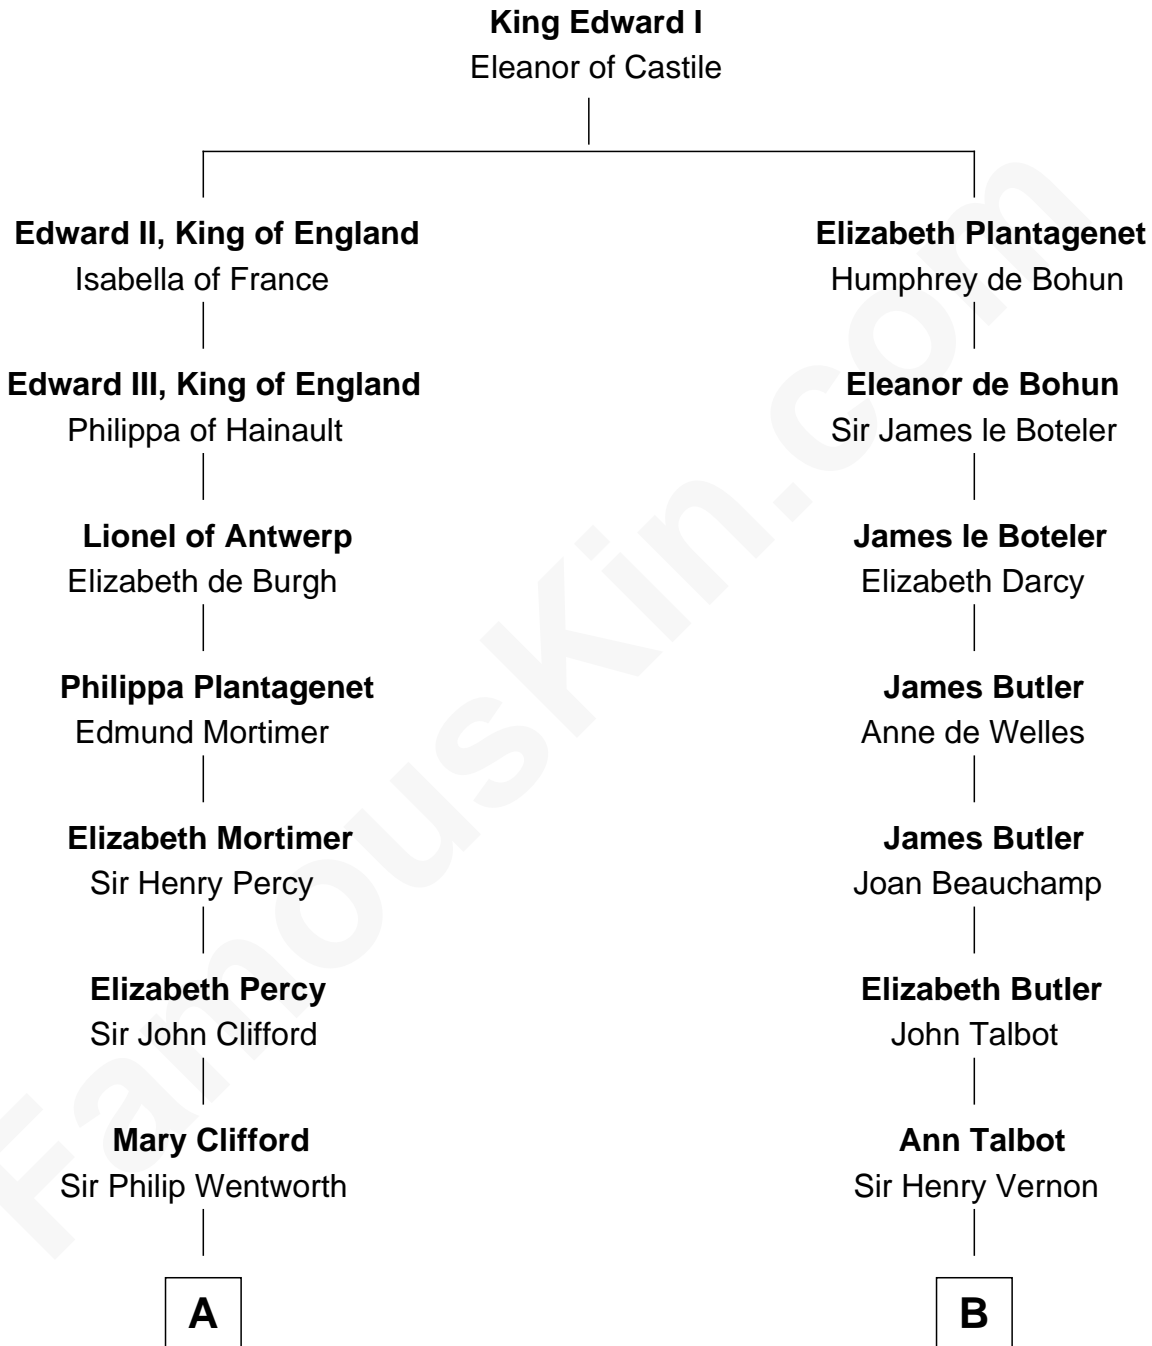 King Edward I
Eleanor of Castile
Edward II, King of England
Isabella of France
Elizabeth Plantagenet
Humphrey de Bohun
Edward III, King of England
Philippa of Hainault
Eleanor de Bohun
Sir James le Boteler
Lionel of Antwerp
Elizabeth de Burgh
James le Boteler
Elizabeth Darcy
Philippa Plantagenet
Edmund Mortimer
James Butler
Anne de Welles
Elizabeth Mortimer
Sir Henry Percy
James Butler
Joan Beauchamp
Elizabeth Percy
Sir John Clifford
Elizabeth Butler
John Talbot
Mary Clifford
Sir Philip Wentworth
Ann Talbot
Sir Henry Vernon
A
B
FamousKin.com